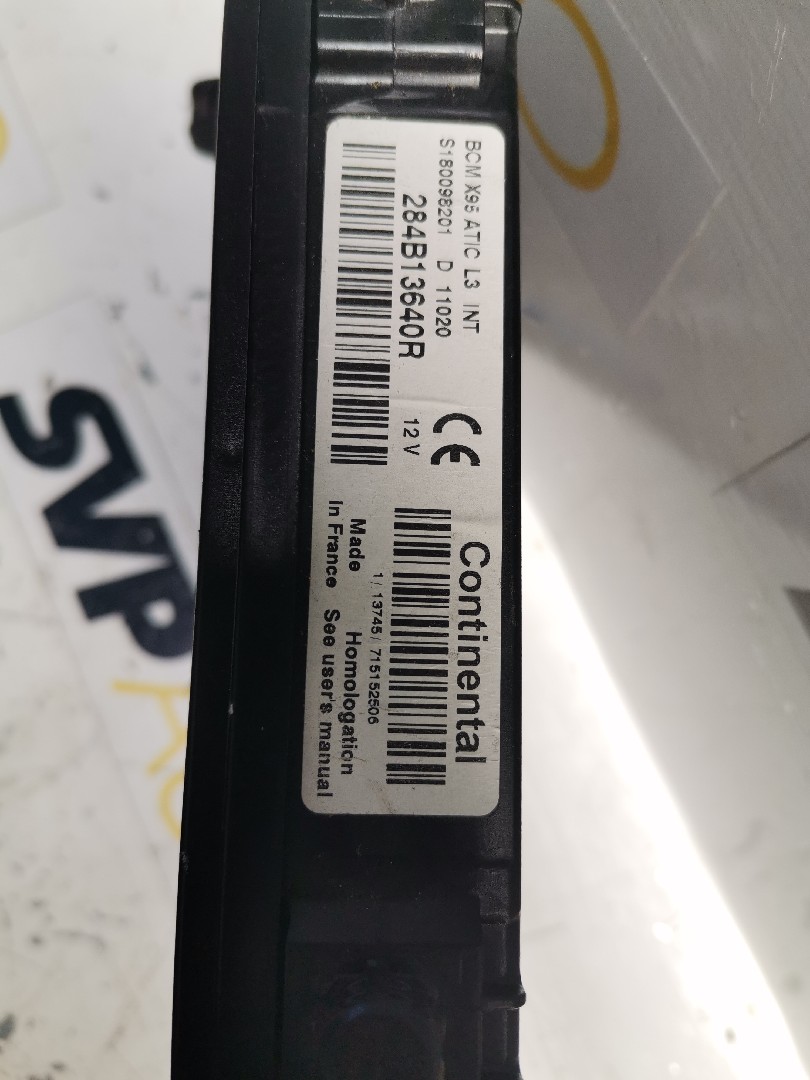 BCM X95 ATIC L3 INT
S180098201 D 11020
284B13640R
12 V
CE
Continental
1/ 13745/ 715152506
Made
In France
Homologation
See user's manual
SVP